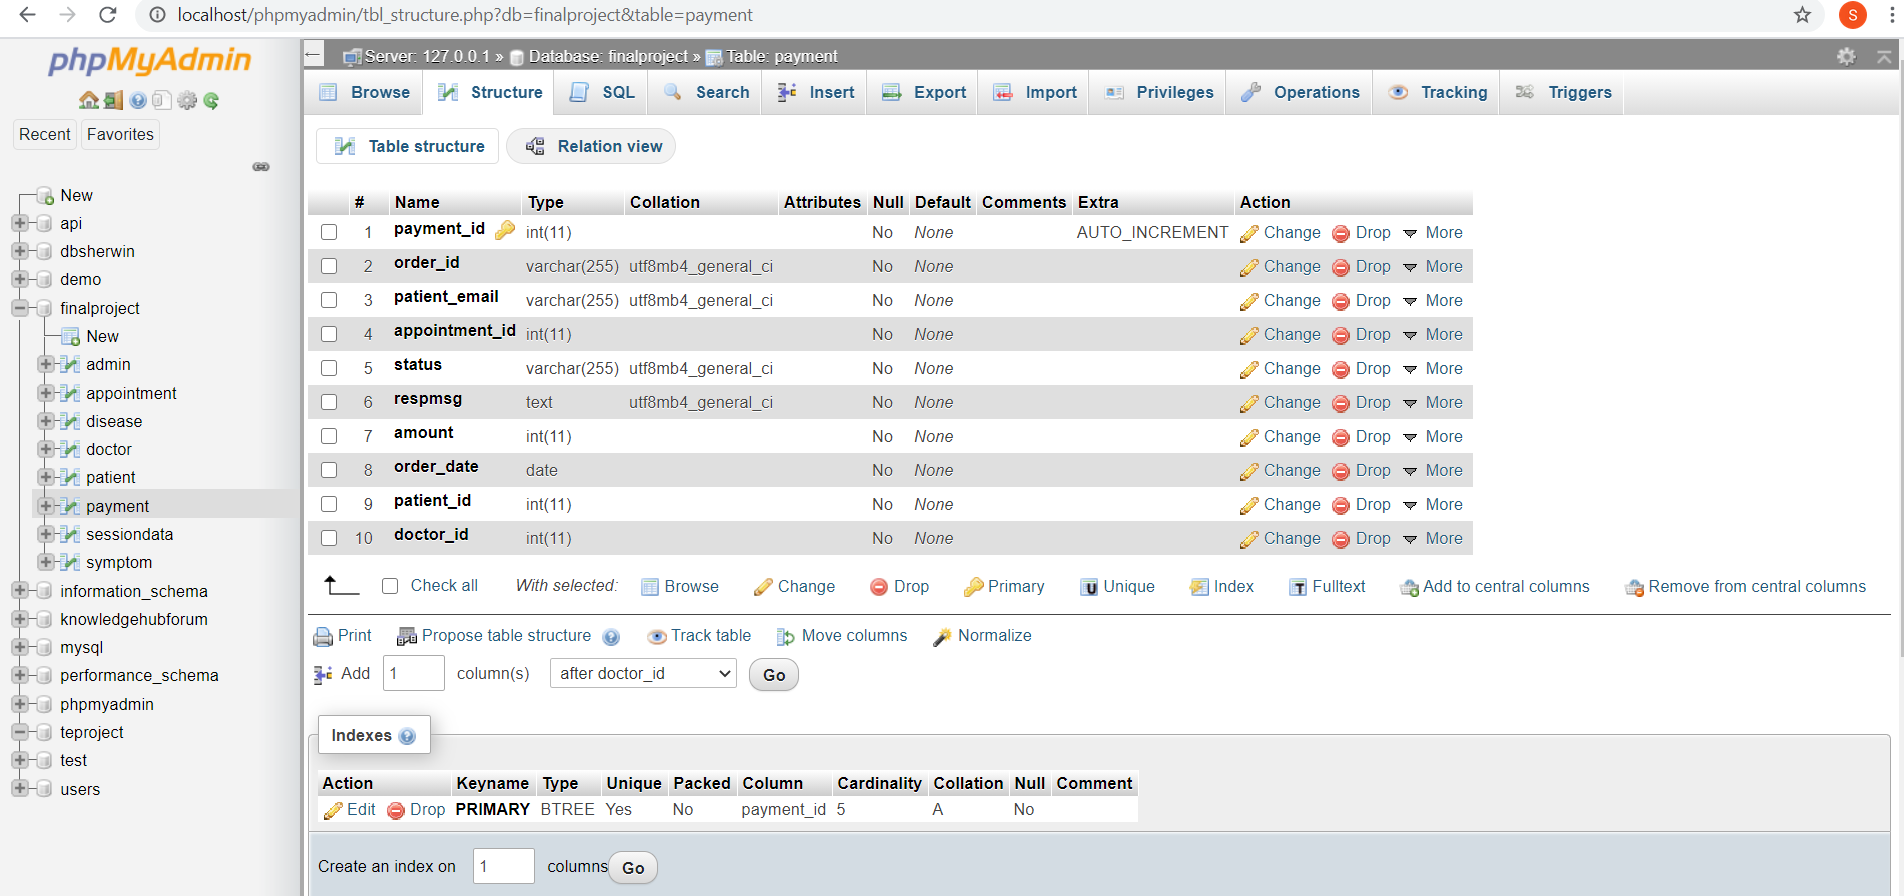 localhost/phpmyadmin/tbl_structure.php?db=finalproject&table=payment
S
phpMyAdmin
Recent
Favorites
New
api
dbsherwin
demo
finalproject
New
admin
appointment
disease
doctor
patient
payment
sessiondata
symptom
information_schema
knowledgehubforum
mysql
performance_schema
phpmyadmin
teproject
test
users
Server: 127.0.0.1 » Database: finalproject » Table: payment
Browse Structure SQL Search Insert Export Import Privileges Operations Tracking Triggers
Table structure Relation view
# Name Type Collation Attributes Null Default Comments Extra Action
1 payment_id int(11) No None AUTO_INCREMENT Change Drop More
2 order_id varchar(255) utf8mb4_general_ci No None Change Drop More
3 patient_email varchar(255) utf8mb4_general_ci No None Change Drop More
4 appointment_id int(11) No None Change Drop More
5 status varchar(255) utf8mb4_general_ci No None Change Drop More
6 respmsg text utf8mb4_general_ci No None Change Drop More
7 amount int(11) No None Change Drop More
8 order_date date No None Change Drop More
9 patient_id int(11) No None Change Drop More
10 doctor_id int(11) No None Change Drop More
Check all With selected: Browse Change Drop Primary U Unique Index T Fulltext Add to central columns Remove from central columns
Print Propose table structure Track table Move columns Normalize
Add 1 column(s) after doctor_id Go
Indexes
Action Keyname Type Unique Packed Column Cardinality Collation Null Comment
Edit Drop PRIMARY BTREE Yes No payment_id 5 A No
Create an index on 1 columns Go